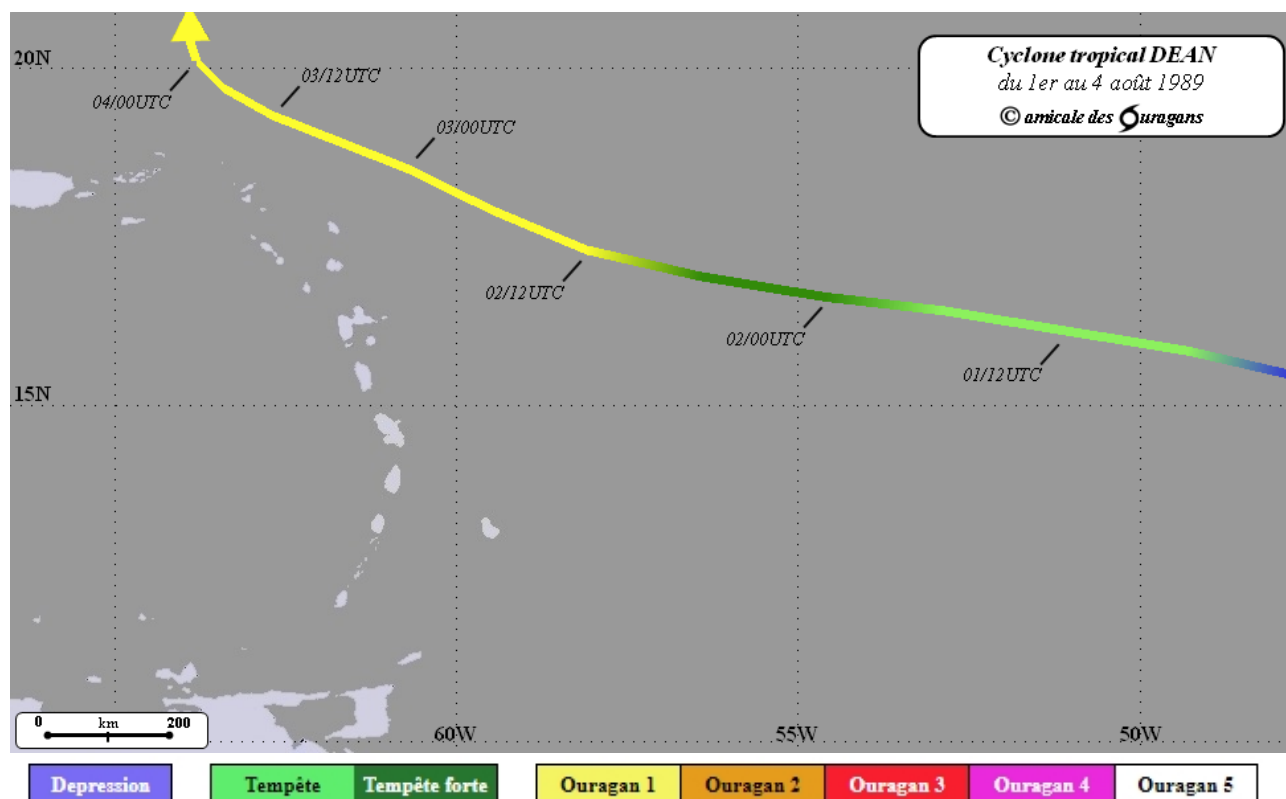 20N
Cyclone tropical DEAN
du 1er au 4 août 1989
© amicale des Ouragans
03/12UTC
04/00UTC
03/00UTC
02/12UTC
02/00UTC
01/12UTC
15N
0 km 200
60W 55W 50W
Depression Tempête Tempête forte Ouragan 1 Ouragan 2 Ouragan 3 Ouragan 4 Ouragan 5